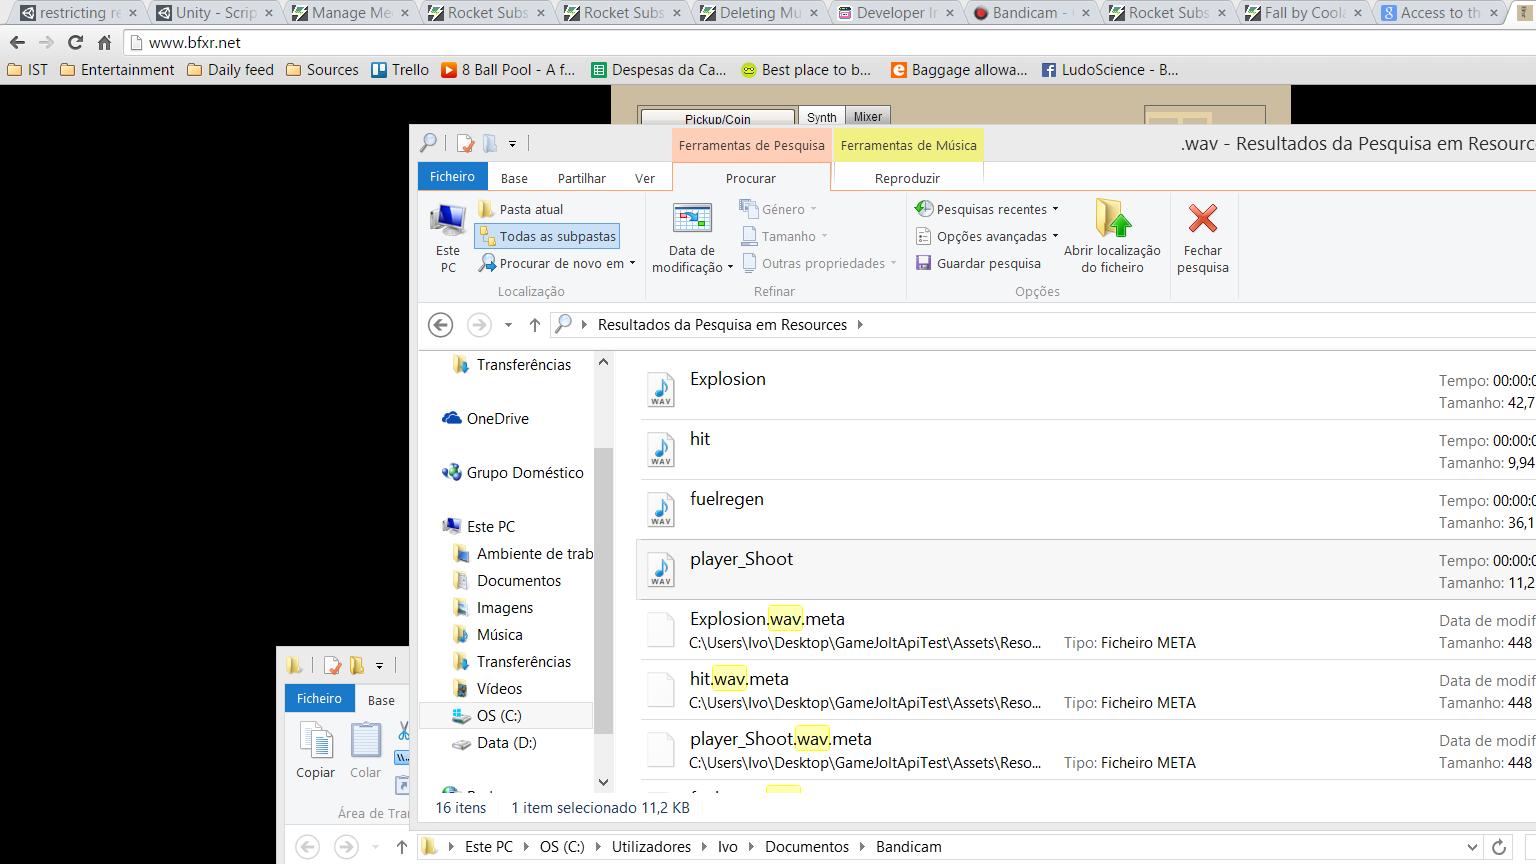 restricting re
Unity - Scrip
Manage Me
Rocket Subs
Rocket Subs
Deleting Mu
Developer In
Bandicam -
Rocket Subs
Fall by Coola
Access to th
www.bfxr.net
IST
Entertainment
Daily feed
Sources
Trello
8 Ball Pool - A f...
Despesas da Ca...
Best place to b...
Baggage allowa...
LudoScience - B...
Pickup/Coin
Synth
Mixer
Ferramentas de Pesquisa
Ferramentas de Música
.wav - Resultados da Pesquisa em Resource
Ficheiro
Base
Partilhar
Ver
Procurar
Reproduzir
Este PC
Pasta atual
Todas as subpastas
Procurar de novo em
Localização
Data de modificação
Género
Tamanho
Outras propriedades
Refinar
Pesquisas recentes
Opções avançadas
Guardar pesquisa
Abrir localização do ficheiro
Opções
Fechar pesquisa
Resultados da Pesquisa em Resources
Transferências
OneDrive
Grupo Doméstico
Este PC
Ambiente de trab
Documentos
Imagens
Música
Transferências
Vídeos
OS (C:)
Data (D:)
Explosion
Tempo: 00:00:0
Tamanho: 42,7
hit
Tempo: 00:00:0
Tamanho: 9,94
fuelregen
Tempo: 00:00:0
Tamanho: 36,1
player_Shoot
Tempo: 00:00:0
Tamanho: 11,2
Explosion.wav.meta
Data de modif
C:\Users\Ivo\Desktop\GameJoltApiTest\Assets\Reso...
Tipo: Ficheiro META
Tamanho: 448
hit.wav.meta
Data de modif
C:\Users\Ivo\Desktop\GameJoltApiTest\Assets\Reso...
Tipo: Ficheiro META
Tamanho: 448
player_Shoot.wav.meta
Data de modif
C:\Users\Ivo\Desktop\GameJoltApiTest\Assets\Reso...
Tipo: Ficheiro META
Tamanho: 448
16 itens
1 item selecionado 11,2 KB
Ficheiro
Base
Copiar
Colar
Área de Tra
Este PC
OS (C:)
Utilizadores
Ivo
Documentos
Bandicam